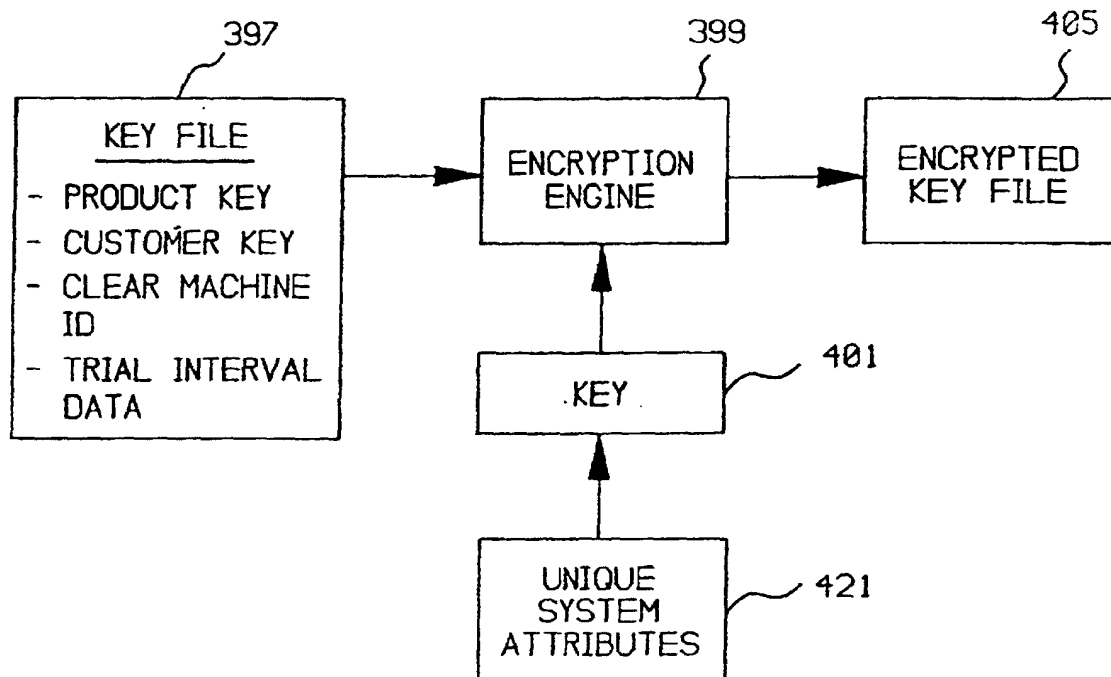 397
399
405
KEY FILE
- PRODUCT KEY
- CUSTOMER KEY
- CLEAR MACHINE
ID
- TRIAL INTERVAL
DATA
ENCRYPTION
ENGINE
ENCRYPTED
KEY FILE
KEY
401
UNIQUE
SYSTEM
ATTRIBUTES
421